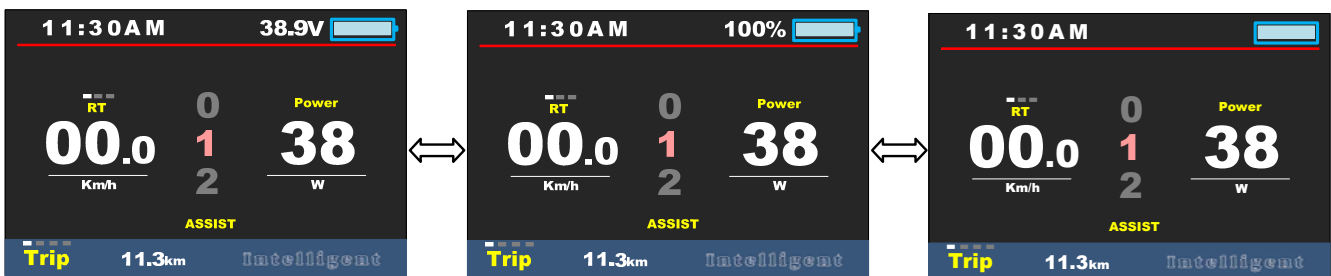 11:30AM 38.9V
RT 0 Power
00.0 1 38
Km/h 2 W
ASSIST
Trip 11.3km Intelligent
11:30AM 100%
RT 0 Power
00.0 1 38
Km/h 2 W
ASSIST
Trip 11.3km Intelligent
11:30AM
RT 0 Power
00.0 1 38
Km/h 2 W
ASSIST
Trip 11.3km Intelligent